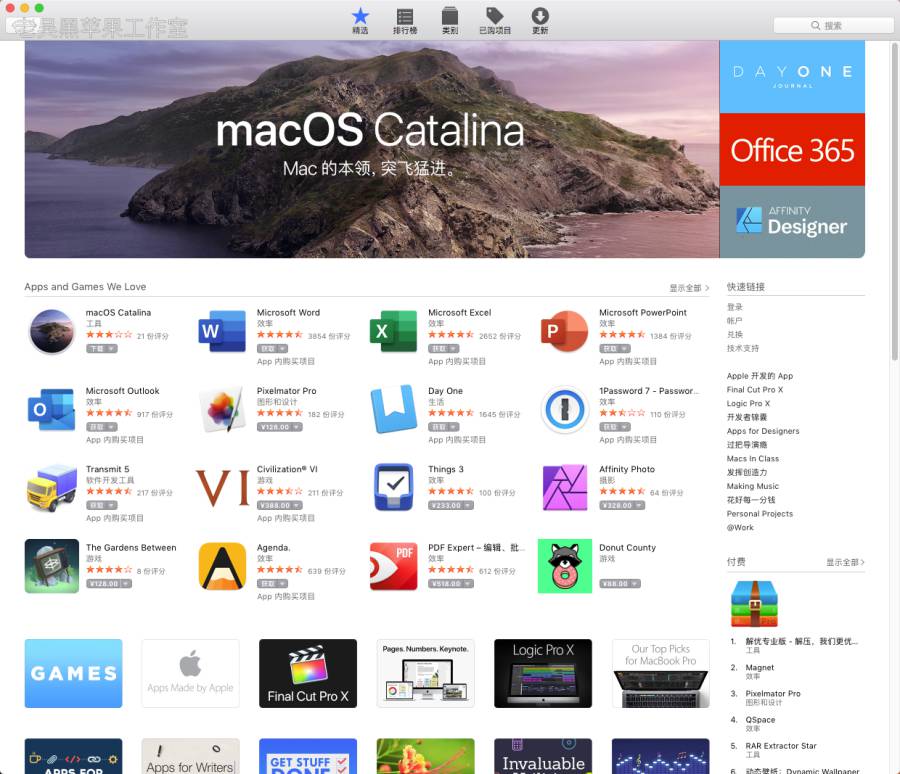 老吴黑苹果工作室
精选
排行榜
类别
已购项目
更新
搜索
macOS Catalina
Mac 的本领，突飞猛进。
DAY ONE
JOURNAL
Office 365
AFFINITY
Designer
Apps and Games We Love
显示全部 >
macOS Catalina
工具
21 份评分
下载
Microsoft Word
效率
3854 份评分
获取
App 内购买项目
Microsoft Excel
效率
2652 份评分
获取
App 内购买项目
Microsoft PowerPoint
效率
1384 份评分
获取
App 内购买项目
Microsoft Outlook
效率
917 份评分
获取
App 内购买项目
Pixelmator Pro
图形和设计
182 份评分
¥128.00
Day One
生活
1645 份评分
获取
App 内购买项目
1Password 7 - Passwor...
效率
110 份评分
获取
App 内购买项目
Transmit 5
软件开发工具
217 份评分
获取
App 内购买项目
VI
Civilization® VI
游戏
211 份评分
¥388.00
App 内购买项目
Things 3
效率
100 份评分
¥233.00
Affinity Photo
摄影
64 份评分
¥328.00
The Gardens Between
游戏
8 份评分
¥128.00
Agenda.
效率
639 份评分
获取
App 内购买项目
PDF
PDF Expert – 编辑、批...
效率
612 份评分
¥518.00
Donut County
游戏
¥88.00
快速链接
登录
帐户
兑换
技术支持
Apple 开发的 App
Final Cut Pro X
Logic Pro X
开发者锦囊
Apps for Designers
过把导演瘾
Macs In Class
发挥创造力
Making Music
花好每一分钱
Personal Projects
@Work
付费
显示全部 >
1. 解优专业版 - 解压，我们更优...
工具
2. Magnet
效率
3. Pixelmator Pro
图形和设计
4. QSpace
效率
5. RAR Extractor Star
工具
6. 动态壁纸：Dynamic Wallpaper
GAMES
Apps Made by Apple
Final Cut Pro X
Pages. Numbers. Keynote.
Logic Pro X
Our Top Picks
for MacBook Pro
APPS FOR
Apps for Writers
GET STUFF
DONE
Invaluable